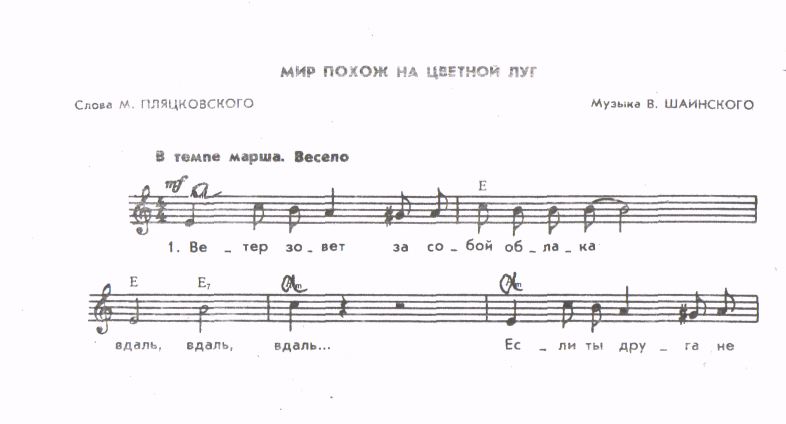 МИР ПОХОЖ НА ЦВЕТНОЙ ЛУГ
Слова М. ПЛЯЦКОВСКОГО Музыка В. ШАИНСКОГО
В темпе марша. Весело
mf
E
1. Ве _ тер зо _ вет за со _ бой об _ ла _ ка
E E7 Am Am
вдаль, вдаль, вдаль... Ес _ ли ты дру _ га не